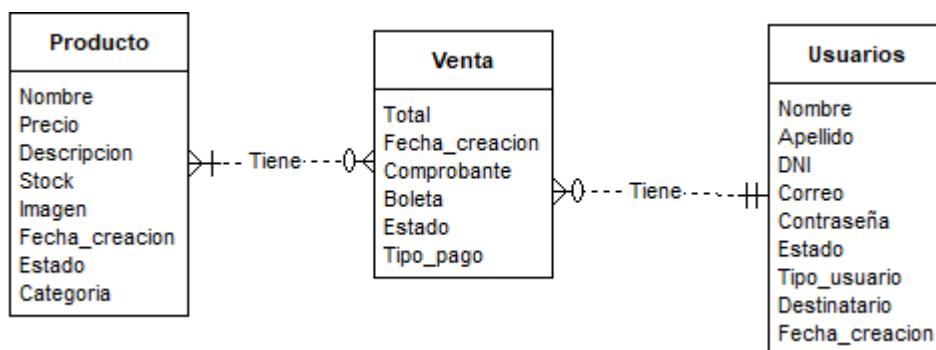 Producto
Nombre
Precio
Descripcion
Stock
Imagen
Fecha_creacion
Estado
Categoria
Tiene
Venta
Total
Fecha_creacion
Comprobante
Boleta
Estado
Tipo_pago
Tiene
Usuarios
Nombre
Apellido
DNI
Correo
Contraseña
Estado
Tipo_usuario
Destinatario
Fecha_creacion